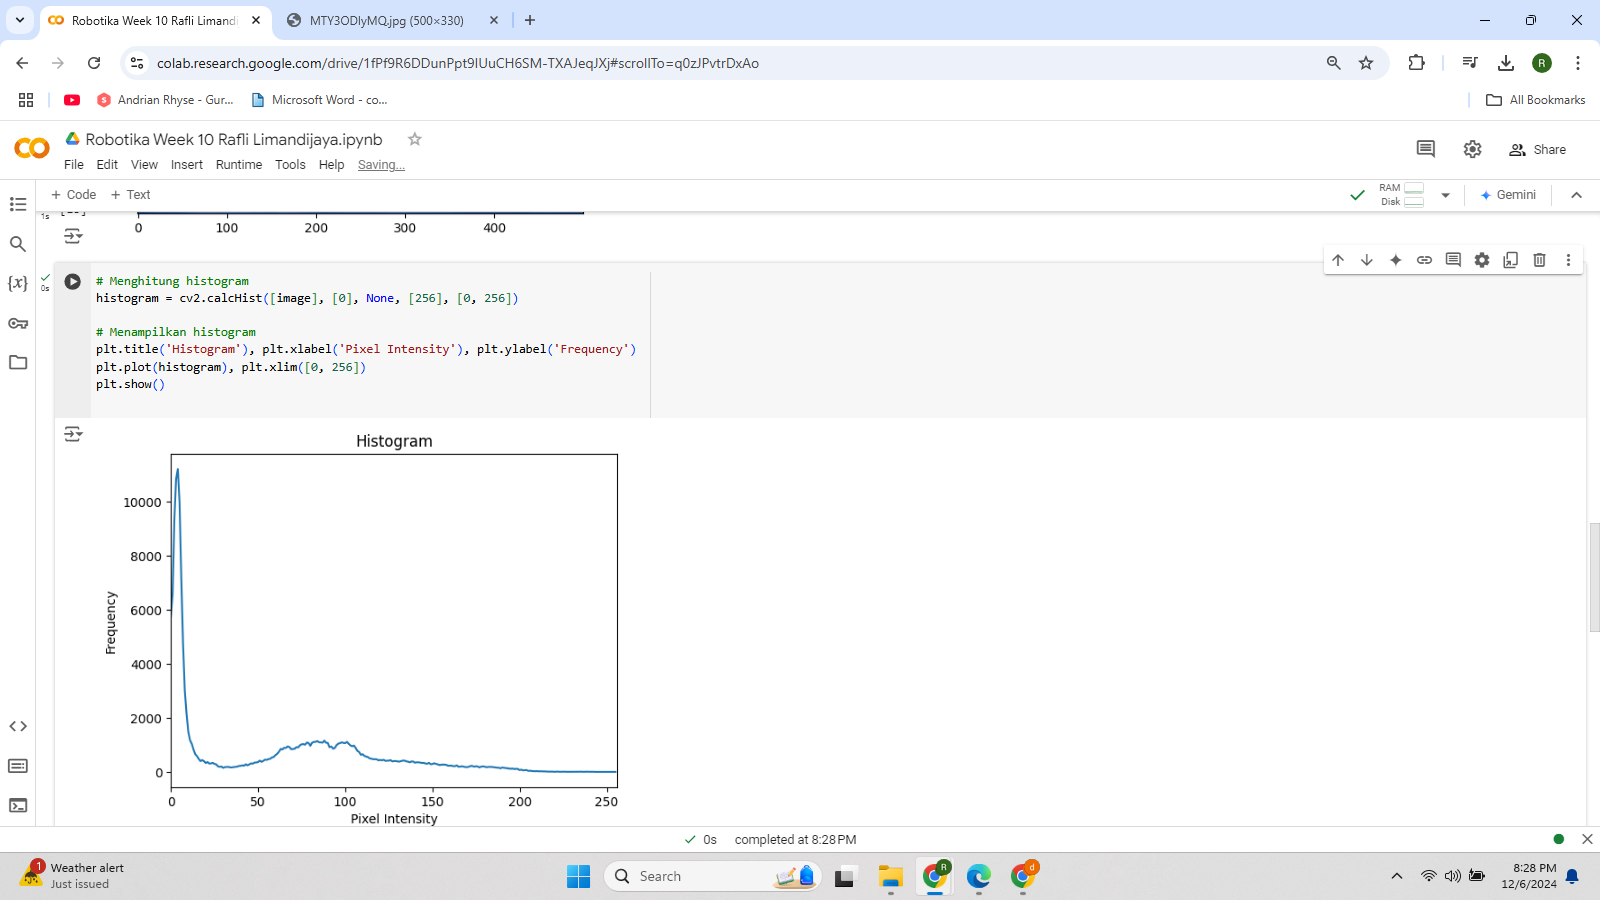 Robotika Week 10 Rafli Limandi
MTY3ODIyMQ.jpg (500×330)
colab.research.google.com/drive/1fPf9R6DDunPpt9IUuCH6SM-TXAJeqJXj#scrollTo=q0zJPvtrDxAo
R
Andrian Rhyse - Gur...
Microsoft Word - co...
All Bookmarks
Robotika Week 10 Rafli Limandijaya.ipynb
File Edit View Insert Runtime Tools Help Saving...
Share
+ Code + Text
RAM
Disk
Gemini
1s
0 100 200 300 400
0s
# Menghitung histogram
histogram = cv2.calcHist([image], [0], None, [256], [0, 256])
# Menampilkan histogram
plt.title('Histogram'), plt.xlabel('Pixel Intensity'), plt.ylabel('Frequency')
plt.plot(histogram), plt.xlim([0, 256])
plt.show()
Histogram
10000
8000
6000
4000
2000
0
Frequency
0 50 100 150 200 250
Pixel Intensity
0s completed at 8:28 PM
1
Weather alert
Just issued
Search
R
d
8:28 PM
12/6/2024